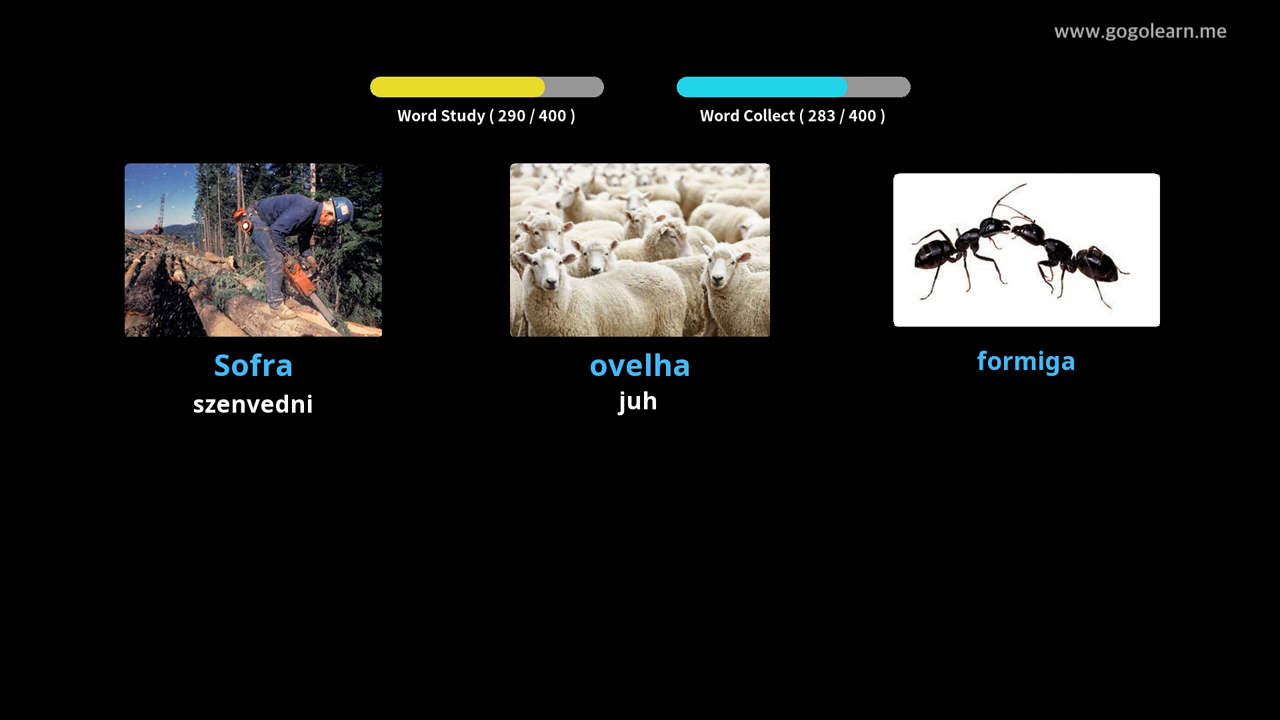 www.gogolearn.me
Word Study ( 290 / 400 )
Word Collect ( 283 / 400 )
Sofra
szenvedni
ovelha
juh
formiga